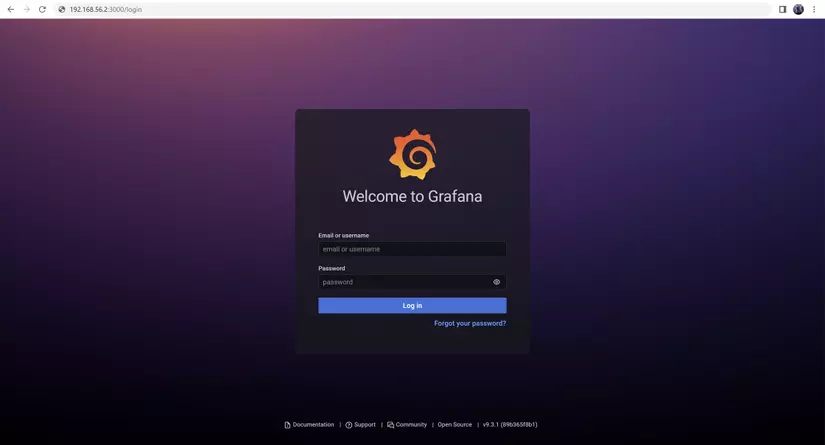 192.168.56.2:3000/login
Welcome to Grafana
Email or username
email or username
Password
password
Log in
Forgot your password?
Documentation | Support | Community | Open Source | v9.3.1 (89b365f8b1)